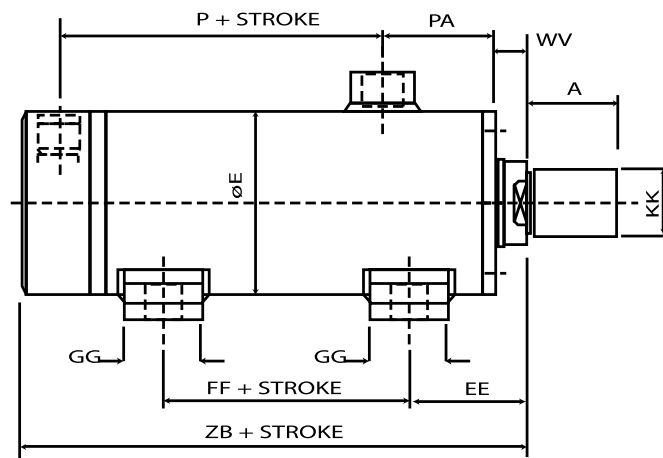 P + STROKE
PA
WV
A
øE
KK
GG
GG
FF + STROKE
EE
ZB + STROKE